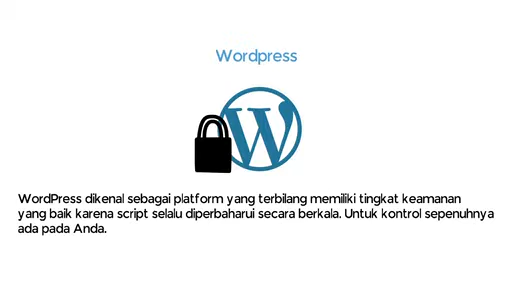 Wordpress
W
WordPress dikenal sebagai platform yang terbilang memiliki tingkat keamanan
yang baik karena script selalu diperbaharui secara berkala. Untuk kontrol sepenuhnya
ada pada Anda.